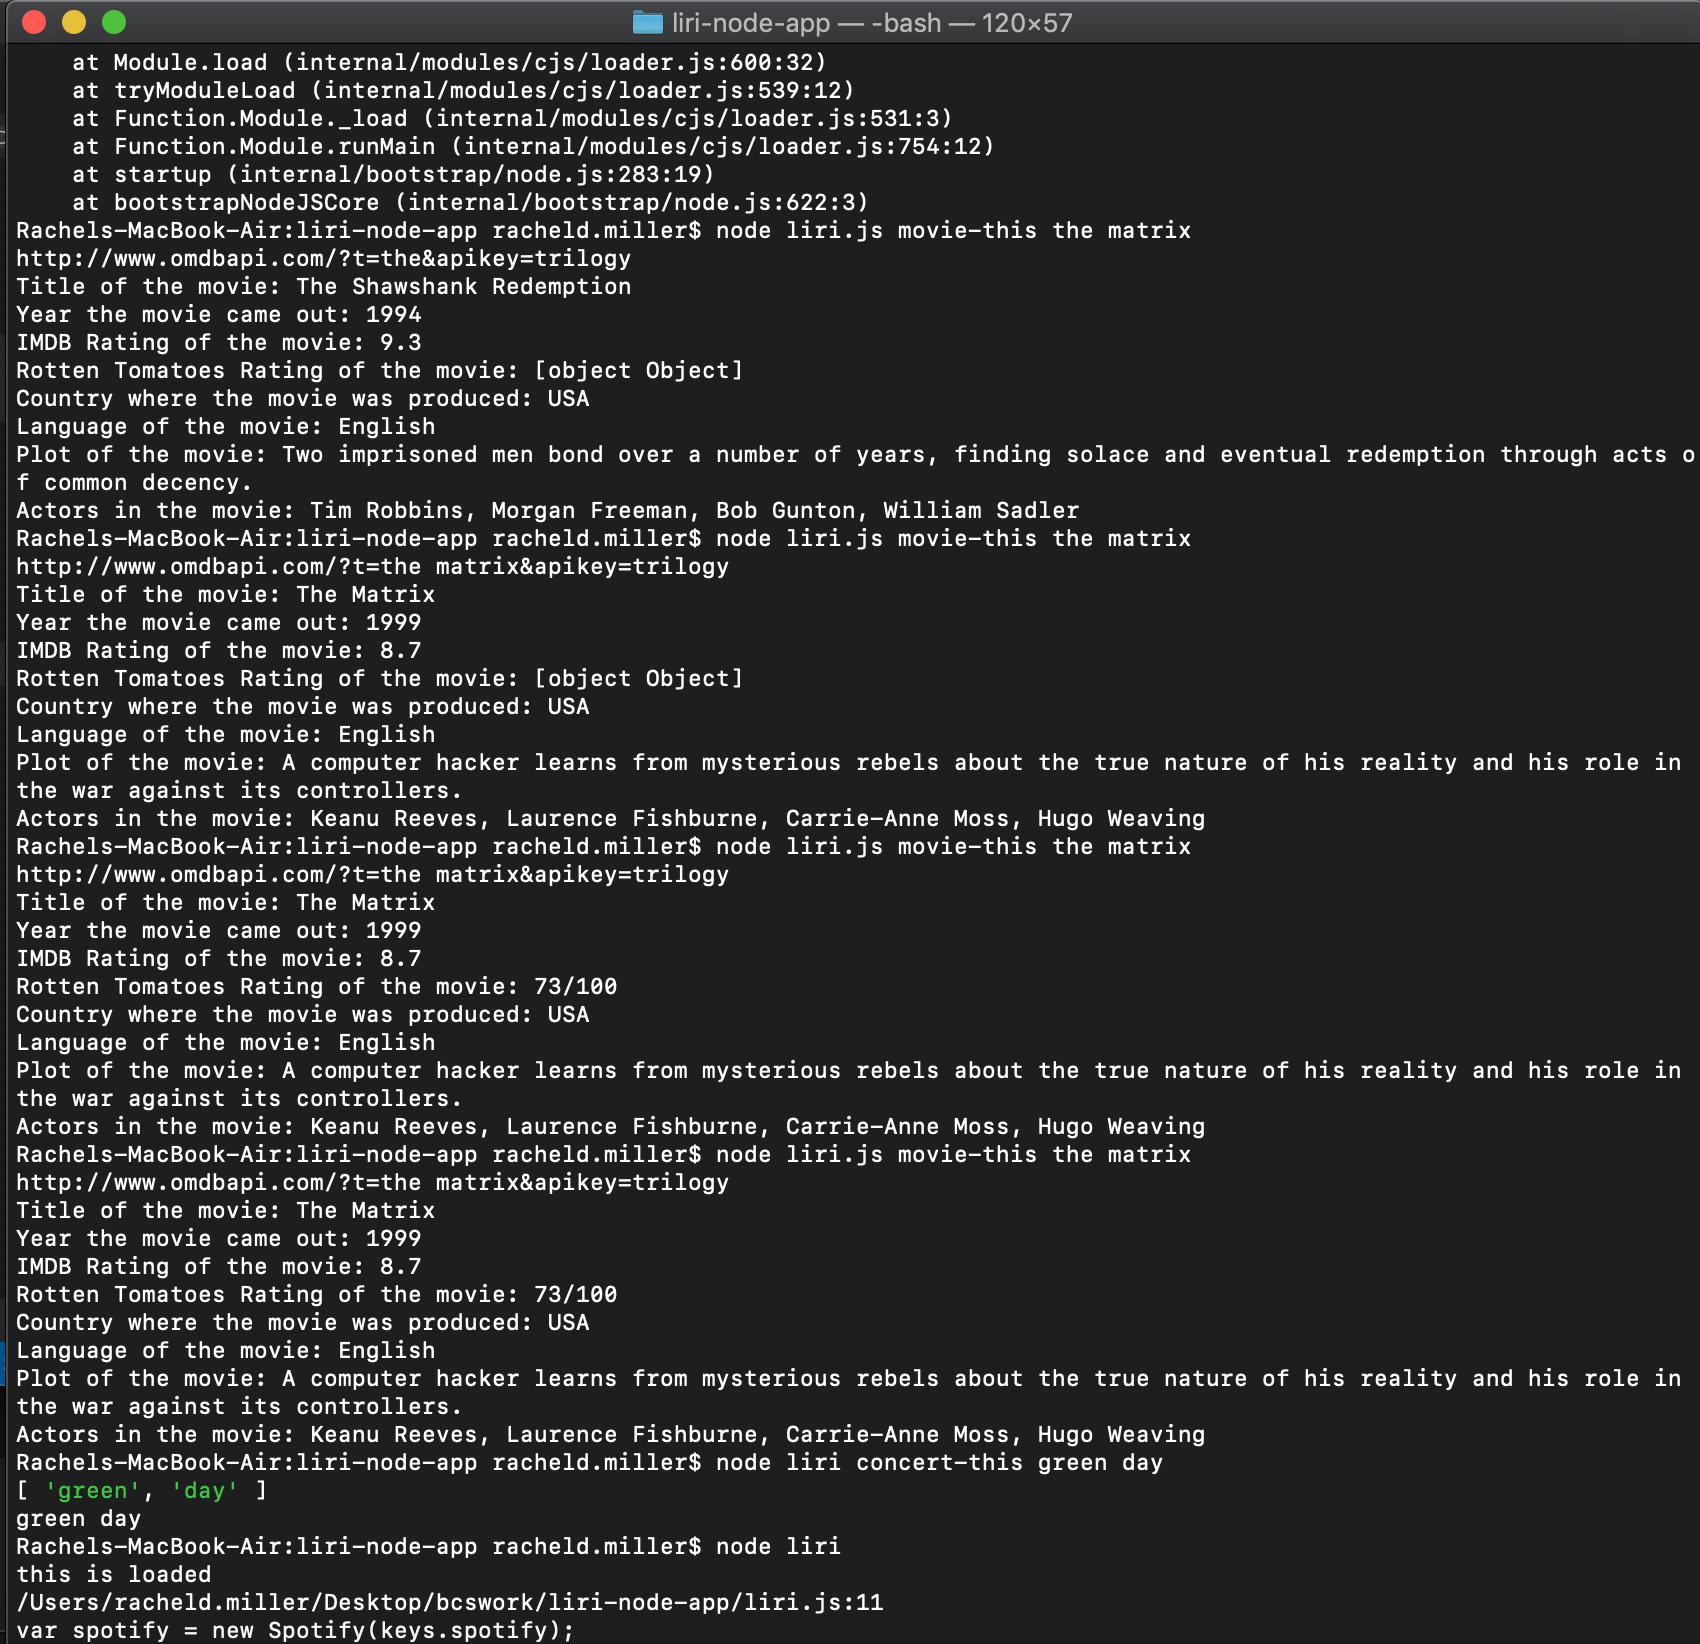 liri-node-app — -bash — 120×57
at Module.load (internal/modules/cjs/loader.js:600:32)
at tryModuleLoad (internal/modules/cjs/loader.js:539:12)
at Function.Module._load (internal/modules/cjs/loader.js:531:3)
at Function.Module.runMain (internal/modules/cjs/loader.js:754:12)
at startup (internal/bootstrap/node.js:283:19)
at bootstrapNodeJSCore (internal/bootstrap/node.js:622:3)
Rachels-MacBook-Air:liri-node-app racheld.miller$ node liri.js movie-this the matrix
http://www.omdbapi.com/?t=the&apikey=trilogy
Title of the movie: The Shawshank Redemption
Year the movie came out: 1994
IMDB Rating of the movie: 9.3
Rotten Tomatoes Rating of the movie: [object Object]
Country where the movie was produced: USA
Language of the movie: English
Plot of the movie: Two imprisoned men bond over a number of years, finding solace and eventual redemption through acts o
f common decency.
Actors in the movie: Tim Robbins, Morgan Freeman, Bob Gunton, William Sadler
Rachels-MacBook-Air:liri-node-app racheld.miller$ node liri.js movie-this the matrix
http://www.omdbapi.com/?t=the matrix&apikey=trilogy
Title of the movie: The Matrix
Year the movie came out: 1999
IMDB Rating of the movie: 8.7
Rotten Tomatoes Rating of the movie: [object Object]
Country where the movie was produced: USA
Language of the movie: English
Plot of the movie: A computer hacker learns from mysterious rebels about the true nature of his reality and his role in
the war against its controllers.
Actors in the movie: Keanu Reeves, Laurence Fishburne, Carrie-Anne Moss, Hugo Weaving
Rachels-MacBook-Air:liri-node-app racheld.miller$ node liri.js movie-this the matrix
http://www.omdbapi.com/?t=the matrix&apikey=trilogy
Title of the movie: The Matrix
Year the movie came out: 1999
IMDB Rating of the movie: 8.7
Rotten Tomatoes Rating of the movie: 73/100
Country where the movie was produced: USA
Language of the movie: English
Plot of the movie: A computer hacker learns from mysterious rebels about the true nature of his reality and his role in
the war against its controllers.
Actors in the movie: Keanu Reeves, Laurence Fishburne, Carrie-Anne Moss, Hugo Weaving
Rachels-MacBook-Air:liri-node-app racheld.miller$ node liri.js movie-this the matrix
http://www.omdbapi.com/?t=the matrix&apikey=trilogy
Title of the movie: The Matrix
Year the movie came out: 1999
IMDB Rating of the movie: 8.7
Rotten Tomatoes Rating of the movie: 73/100
Country where the movie was produced: USA
Language of the movie: English
Plot of the movie: A computer hacker learns from mysterious rebels about the true nature of his reality and his role in
the war against its controllers.
Actors in the movie: Keanu Reeves, Laurence Fishburne, Carrie-Anne Moss, Hugo Weaving
Rachels-MacBook-Air:liri-node-app racheld.miller$ node liri concert-this green day
[ 'green', 'day' ]
green day
Rachels-MacBook-Air:liri-node-app racheld.miller$ node liri
this is loaded
/Users/racheld.miller/Desktop/bcswork/liri-node-app/liri.js:11
var spotify = new Spotify(keys.spotify);